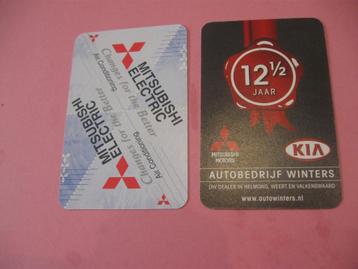 MITSUBISHI
ELECTRIC
Changes for the Better
Air Conditioning
MITSUBISHI
ELECTRIC
Changes for the Better
Air Conditioning
12½
JAAR
MITSUBISHI
MOTORS
KIA
AUTOBEDRIJF WINTERS
UW DEALER IN HELMOND, WEERT EN VALKENSWAARD
www.autowinters.nl